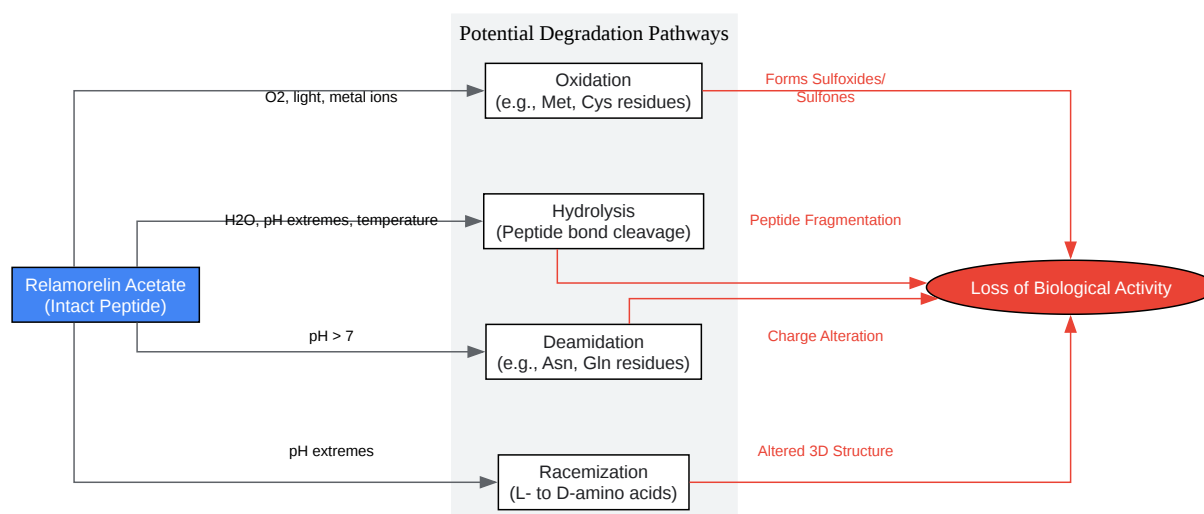 Potential Degradation Pathways
Oxidation
(e.g., Met, Cys residues)
O2, light, metal ions
Forms Sulfoxides/
Sulfones
Hydrolysis
(Peptide bond cleavage)
H2O, pH extremes, temperature
Peptide Fragmentation
Relamorelin Acetate
(Intact Peptide)
Loss of Biological Activity
pH > 7
Deamidation
(e.g., Asn, Gln residues)
Charge Alteration
pH extremes
Racemization
(L- to D-amino acids)
Altered 3D Structure